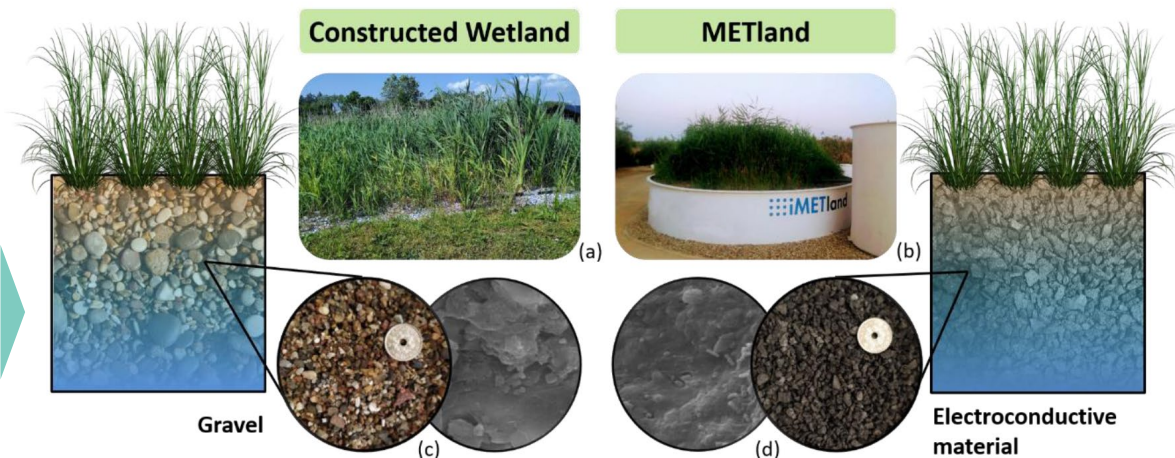 Constructed Wetland
METland
iMETland
(a)
(b)
Gravel
(c)
(d)
Electroconductive
material